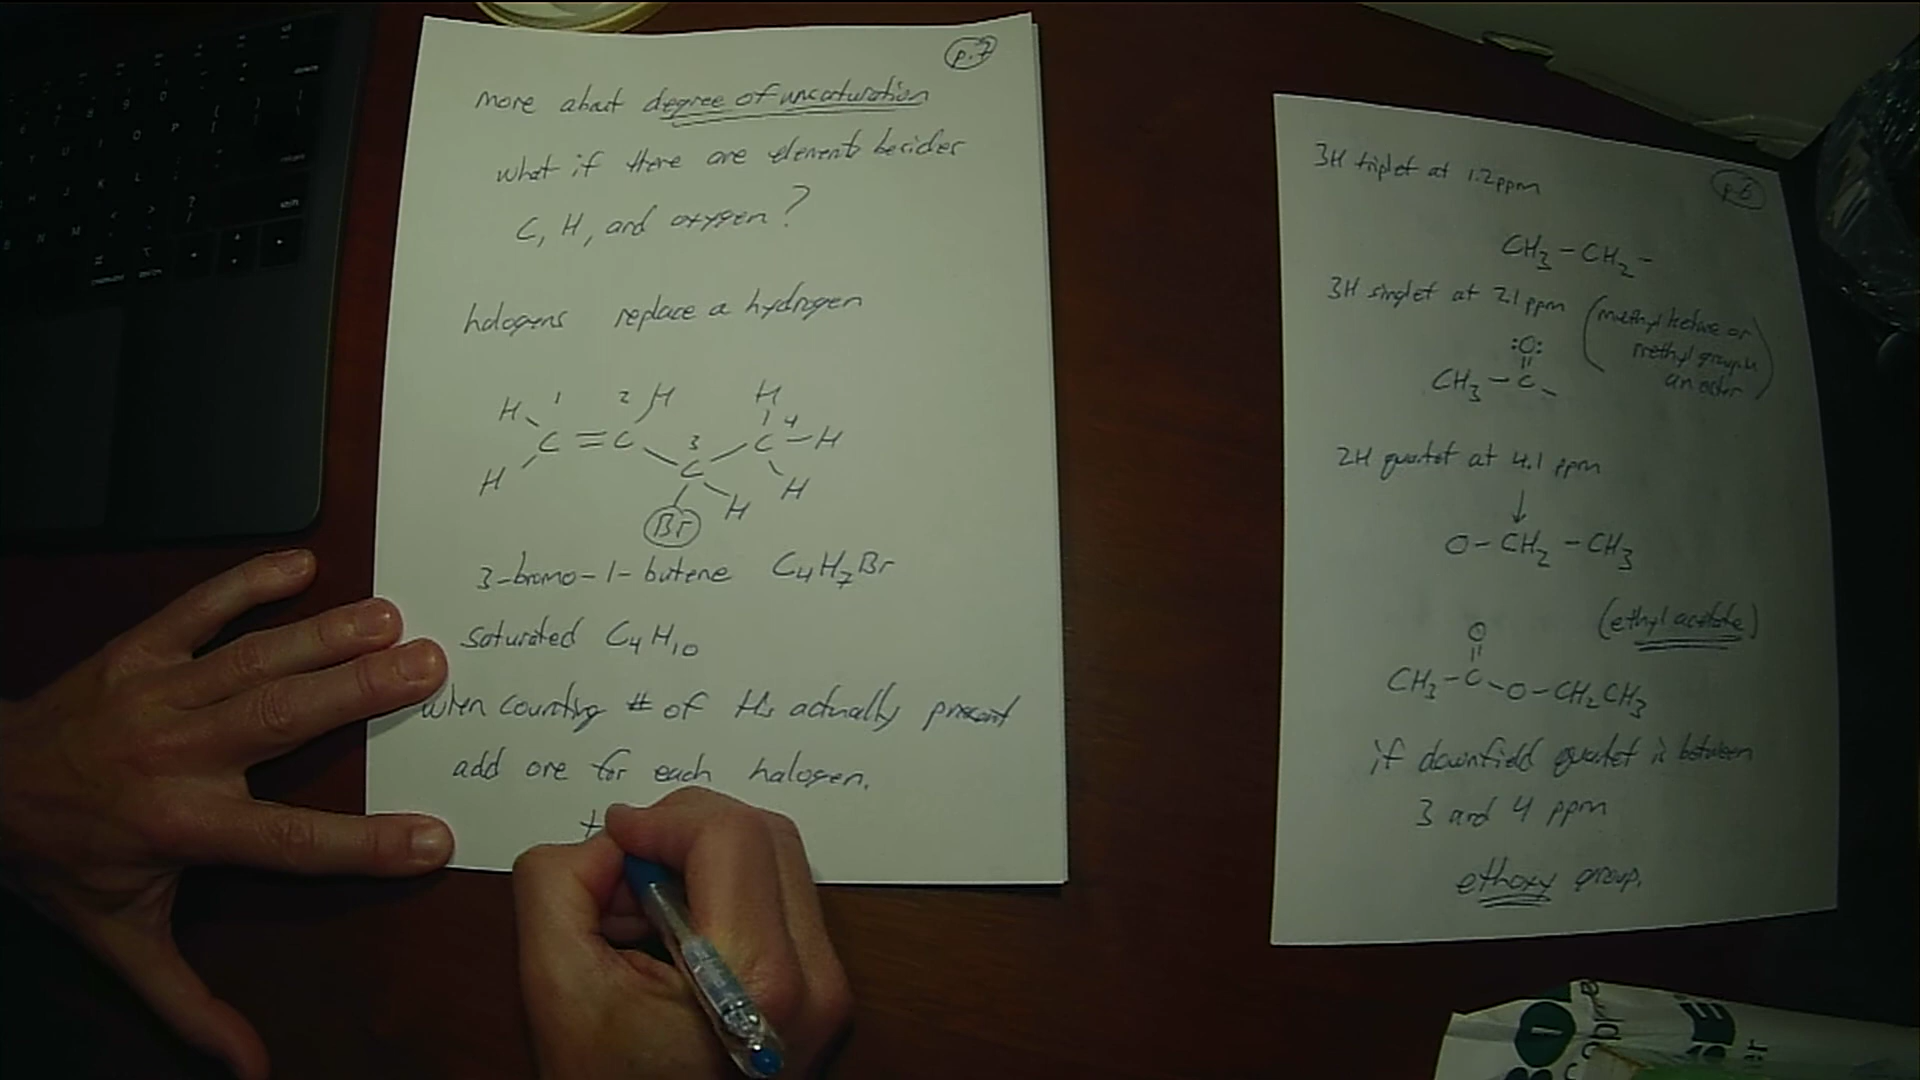 p.7
more about degree of unsaturation
what if there are elements besides
C, H, and oxygen?
halogens replace a hydrogen
H 1 2 H H
C = C 3 C 4 - H
H C H
Br H
3-bromo-1-butene C4H7Br
saturated C4H10
when counting # of Hs actually present
add one for each halogen.
p.6
3H triplet at 1.2 ppm
CH3 - CH2 -
3H singlet at 2.1 ppm (methyl ketone or
methyl group in
an ester)
:O:
CH3 - C -
2H quartet at 4.1 ppm
↓
O - CH2 - CH3
(ethyl acetate)
O
CH3 - C - O - CH2CH3
if downfield quartet is between
3 and 4 ppm
ethoxy group.